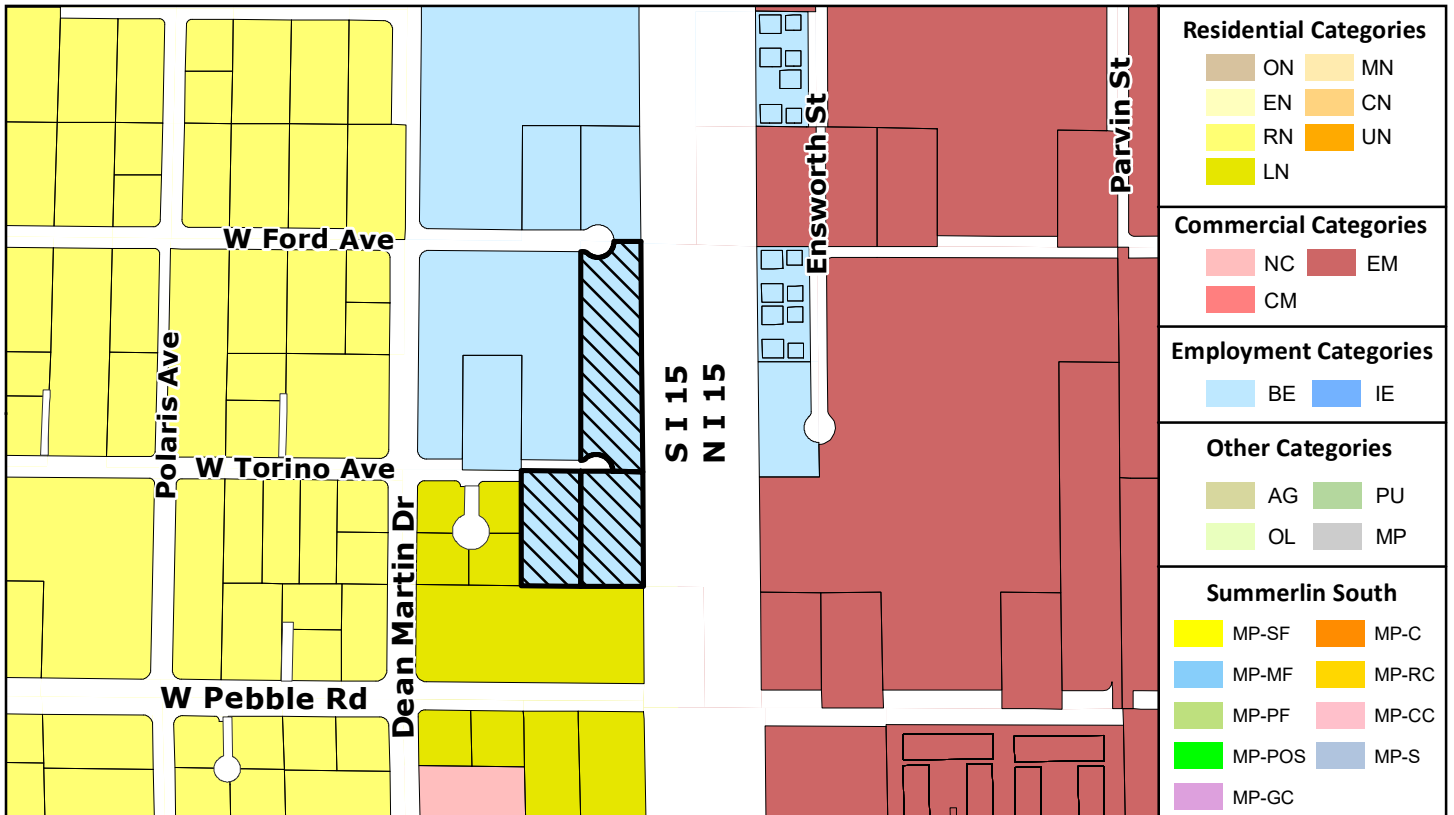 Ensworth St
Parvin St
W Ford Ave
Polaris Ave
S I 15
N I 15
W Torino Ave
Dean Martin Dr
W Pebble Rd
Residential Categories
ON MN
EN CN
RN UN
LN
Commercial Categories
NC EM
CM
Employment Categories
BE IE
Other Categories
AG PU
OL MP
Summerlin South
MP-SF MP-C
MP-MF MP-RC
MP-PF MP-CC
MP-POS MP-S
MP-GC